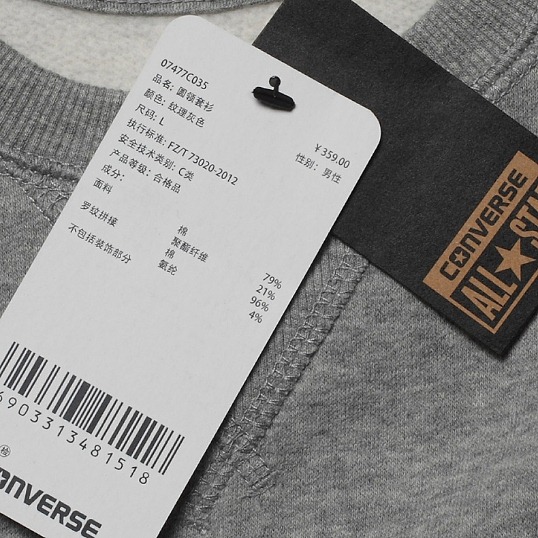 07477C035
品名: 圆领套衫
颜色: 纹理灰色
尺码: L
执行标准: FZ/T 73020-2012
安全技术类别: C类
产品等级: 合格品
成分:
面料
¥359.00
性别: 男性
棉 79%
聚酯纤维 21%
罗纹拼接 棉 96%
氨纶 4%
不包括装饰部分
6903313481518
CONVERSE
CONVERSE
ALL STAR